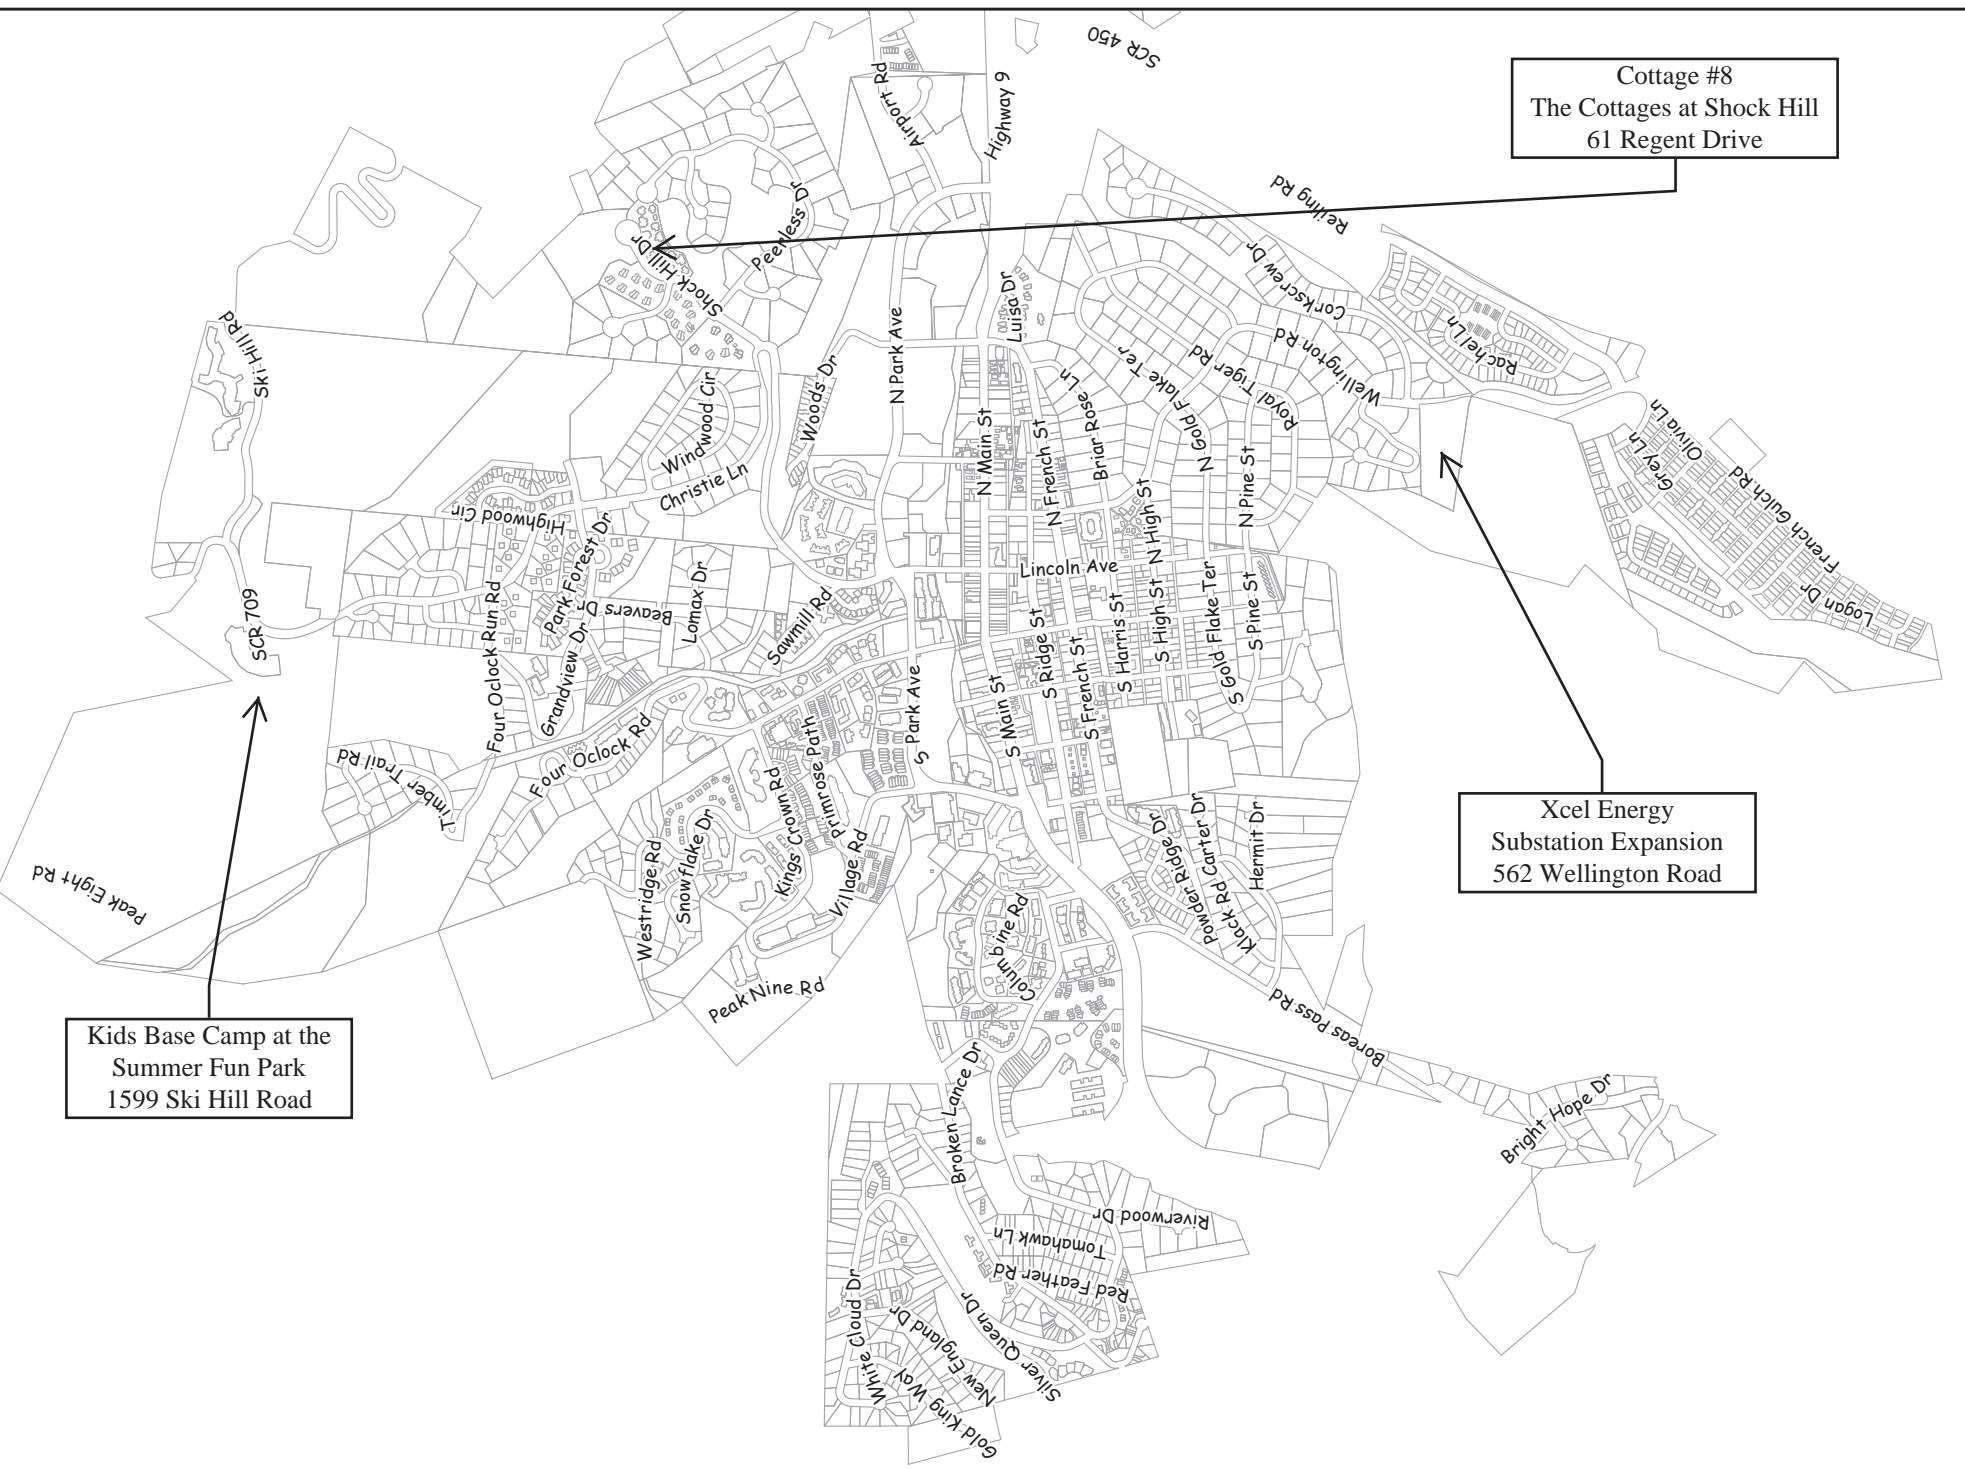 SCR 450
Cottage #8
The Cottages at Shock Hill
61 Regent Drive
Airport Rd
Highway 9
Reiling Rd
Peerless Dr
Shock Hill Dr
Corkscrew Dr
Luisa Dr
Ski Hill Rd
N Park Ave
Woods Dr
Windwood Cir
Christie Ln
Gold Flake Ter
Royal Tiger Rd
Wellington Rd
Rachel Ln
Briar Rose Ln
N Main St
N French St
N Gold Flake Ter
N Pine St
N High St
Grey Ln
Olivia Ln
French Gulch Rd
Logan Dr
Highwood Cir
Park Forest Dr
Lincoln Ave
SCR 709
Four Oclock Run Rd
Beavers Dr
Lomax Dr
Sawmill Rd
Grandview Dr
S Ridge St
S French St
S Harris St
S High St
S Gold Flake Ter
S Pine St
S Main St
S Park Ave
Four Oclock Rd
Timber Trail Rd
Primrose Path
Kings Crown Rd
Village Rd
Snowflake Dr
Westridge Rd
Peak Nine Rd
Peak Eight Rd
Powder Ridge Dr
Carter Dr
Klack Rd
Hermit Dr
Xcel Energy
Substation Expansion
562 Wellington Road
Columbine Rd
Boreas Pass Rd
Kids Base Camp at the
Summer Fun Park
1599 Ski Hill Road
Broken Lance Dr
Bright Hope Dr
Riverwood Dr
Tomahawk Ln
Red Feather Rd
White Cloud Dr
New England Dr
Silver Queen Dr
Gold King Way